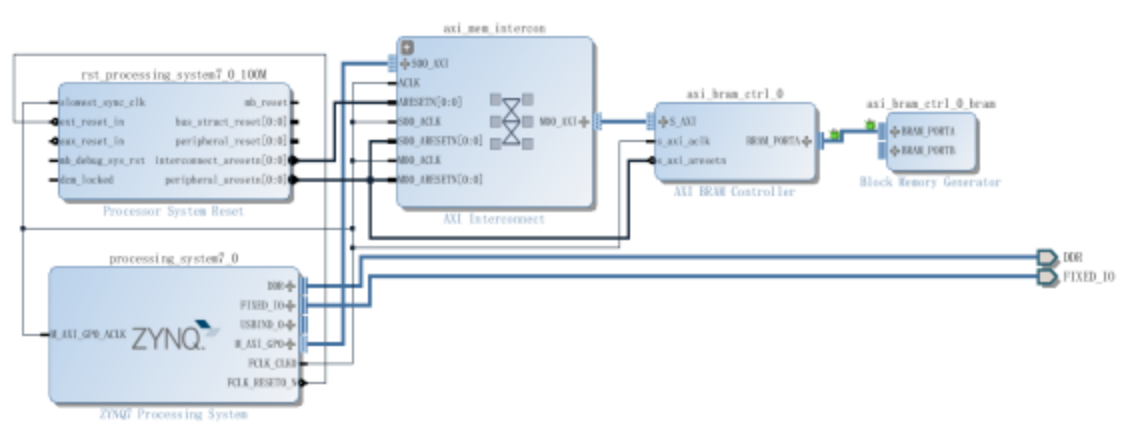 axi_mem_intercon
S00_AXI
ACLK
ARESETN[0:0]
S00_ACLK
S00_ARESETN[0:0]
M00_ACLK
M00_ARESETN[0:0]
M00_AXI
AXI Interconnect
rst_processing_system7_0_100M
slowest_sync_clk
ext_reset_in
aux_reset_in
mb_debug_sys_rst
dcm_locked
mb_reset
bus_struct_reset[0:0]
peripheral_reset[0:0]
interconnect_aresetn[0:0]
peripheral_aresetn[0:0]
Processor System Reset
axi_bram_ctrl_0
S_AXI
s_axi_aclk
s_axi_aresetn
BRAM_PORTA
AXI BRAM Controller
axi_bram_ctrl_0_bram
BRAM_PORTA
BRAM_PORTB
Block Memory Generator
processing_system7_0
M_AXI_GP0_ACLK
ZYNQ
DDR
FIXED_IO
USBIND_0
M_AXI_GP0
FCLK_CLK0
FCLK_RESET0_N
ZYNQ7 Processing System
DDR
FIXED_IO